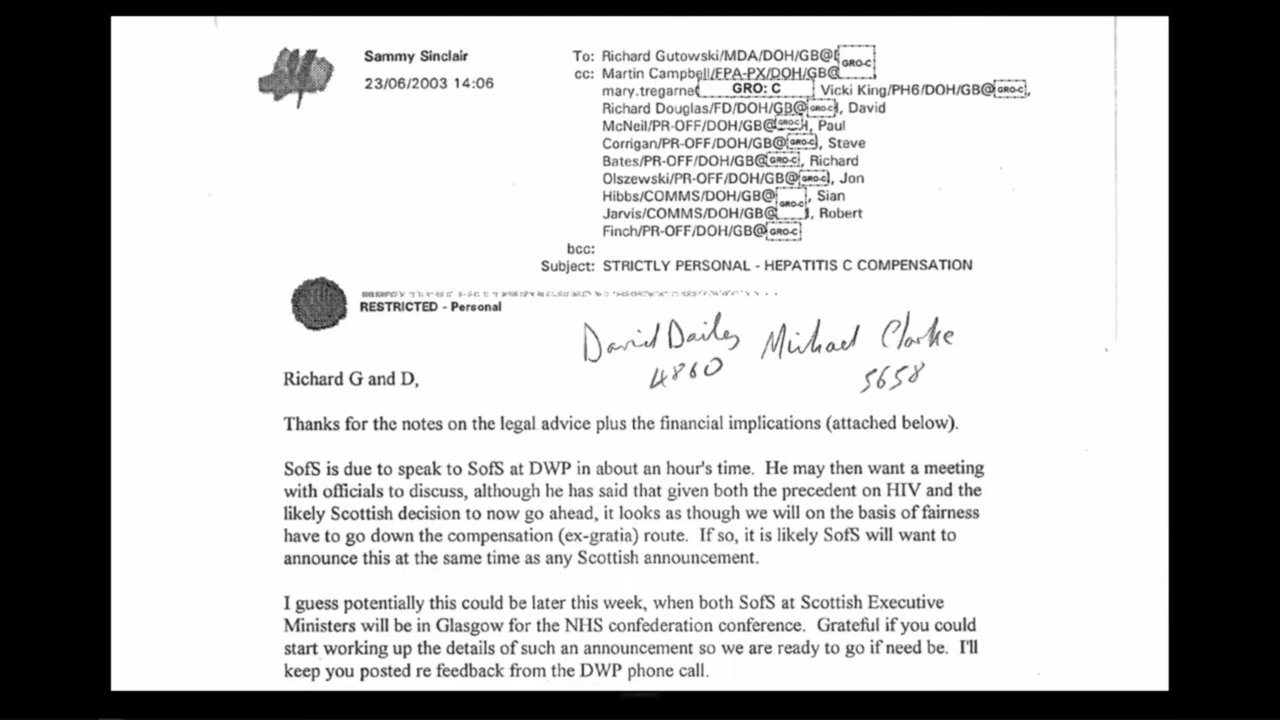 Sammy Sinclair
23/06/2003 14:06
To: Richard Gutowski/MDA/DOH/GB@ GRO-C
cc: Martin Campbell/FPA-PX/DOH/GB@
mary.tregarne GRO: C Vicki King/PH6/DOH/GB@ GRO-C,
Richard Douglas/FD/DOH/GB@ GRO-C, David
McNeil/PR-OFF/DOH/GB@ GRO-C, Paul
Corrigan/PR-OFF/DOH/GB@ GRO-C, Steve
Bates/PR-OFF/DOH/GB@ GRO-C, Richard
Olszewski/PR-OFF/DOH/GB@ GRO-C, Jon
Hibbs/COMMS/DOH/GB@ GRO-C, Sian
Jarvis/COMMS/DOH/GB@, Robert
Finch/PR-OFF/DOH/GB@ GRO-C
bcc:
Subject: STRICTLY PERSONAL - HEPATITIS C COMPENSATION
RESTRICTED - Personal
David Dailey Michael Clarke
4860 5658
Richard G and D,
Thanks for the notes on the legal advice plus the financial implications (attached below).
SofS is due to speak to SofS at DWP in about an hour's time. He may then want a meeting
with officials to discuss, although he has said that given both the precedent on HIV and the
likely Scottish decision to now go ahead, it looks as though we will on the basis of fairness
have to go down the compensation (ex-gratia) route. If so, it is likely SofS will want to
announce this at the same time as any Scottish announcement.
I guess potentially this could be later this week, when both SofS at Scottish Executive
Ministers will be in Glasgow for the NHS confederation conference. Grateful if you could
start working up the details of such an announcement so we are ready to go if need be. I'll
keep you posted re feedback from the DWP phone call.